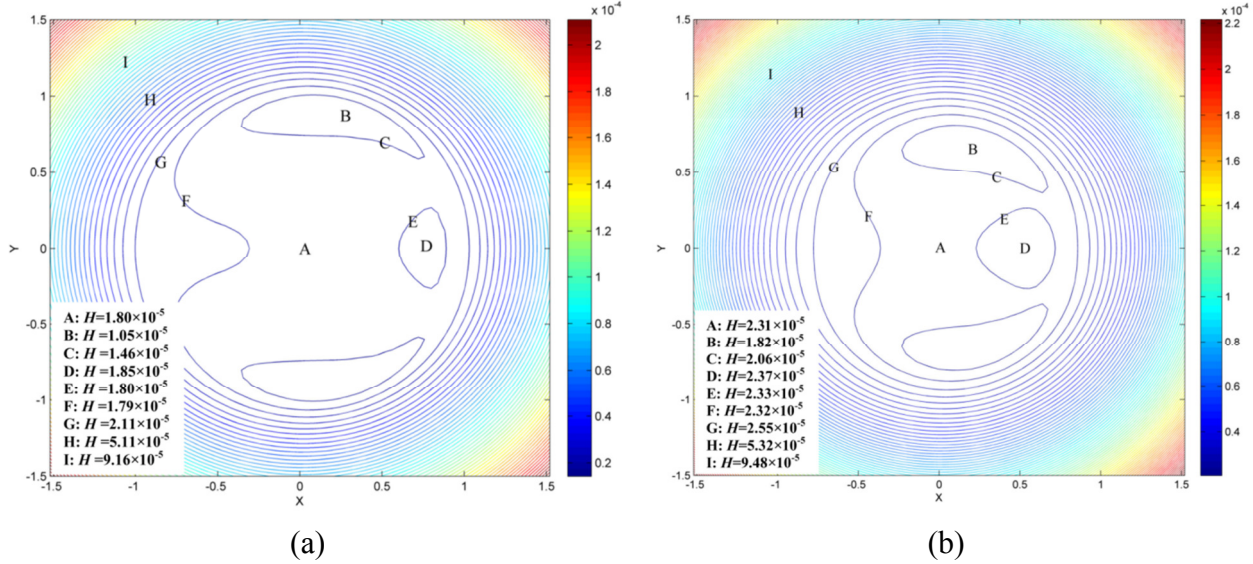 x 10⁻⁴
1.5
1
0.5
0
-0.5
-1
-1.5
Y
-1.5 -1 -0.5 0 0.5 1 1.5
X
2
1.8
1.6
1.4
1.2
1
0.8
0.6
0.4
0.2
I
H
G
F
B
C
E
A
D
A: H=1.80×10⁻⁵
B: H=1.05×10⁻⁵
C: H =1.46×10⁻⁵
D: H=1.85×10⁻⁵
E: H=1.80×10⁻⁵
F: H=1.79×10⁻⁵
G: H =2.11×10⁻⁵
H: H =5.11×10⁻⁵
I: H =9.16×10⁻⁵
(a)
x 10⁻⁴
1.5
1
0.5
0
-0.5
-1
-1.5
Y
-1.5 -1 -0.5 0 0.5 1 1.5
X
2.2
2
1.8
1.6
1.4
1.2
1
0.8
0.6
0.4
I
H
G
F
B
C
E
A
D
A: H=2.31×10⁻⁵
B: H=1.82×10⁻⁵
C: H=2.06×10⁻⁵
D: H=2.37×10⁻⁵
E: H=2.33×10⁻⁵
F: H=2.32×10⁻⁵
G: H=2.55×10⁻⁵
H: H=5.32×10⁻⁵
I: H=9.48×10⁻⁵
(b)